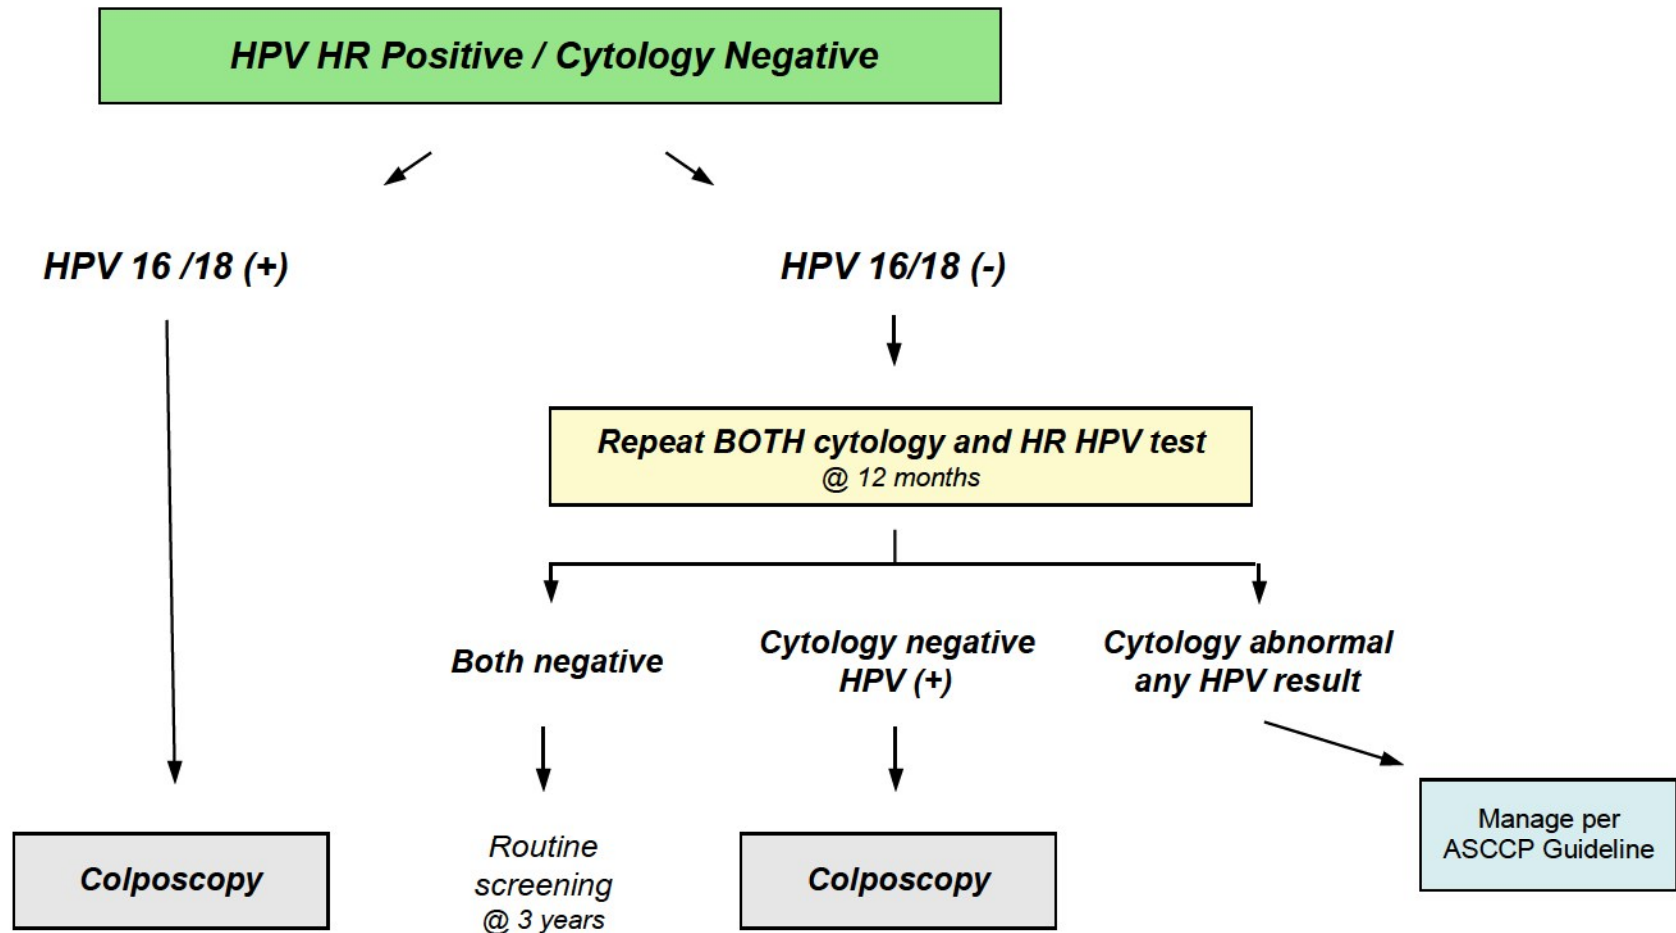 HPV HR Positive / Cytology Negative
HPV 16 /18 (+)
HPV 16/18 (-)
Repeat BOTH cytology and HR HPV test
@ 12 months
Both negative
Cytology negative
HPV (+)
Cytology abnormal
any HPV result
Colposcopy
Routine
screening
@ 3 years
Colposcopy
Manage per
ASCCP Guideline